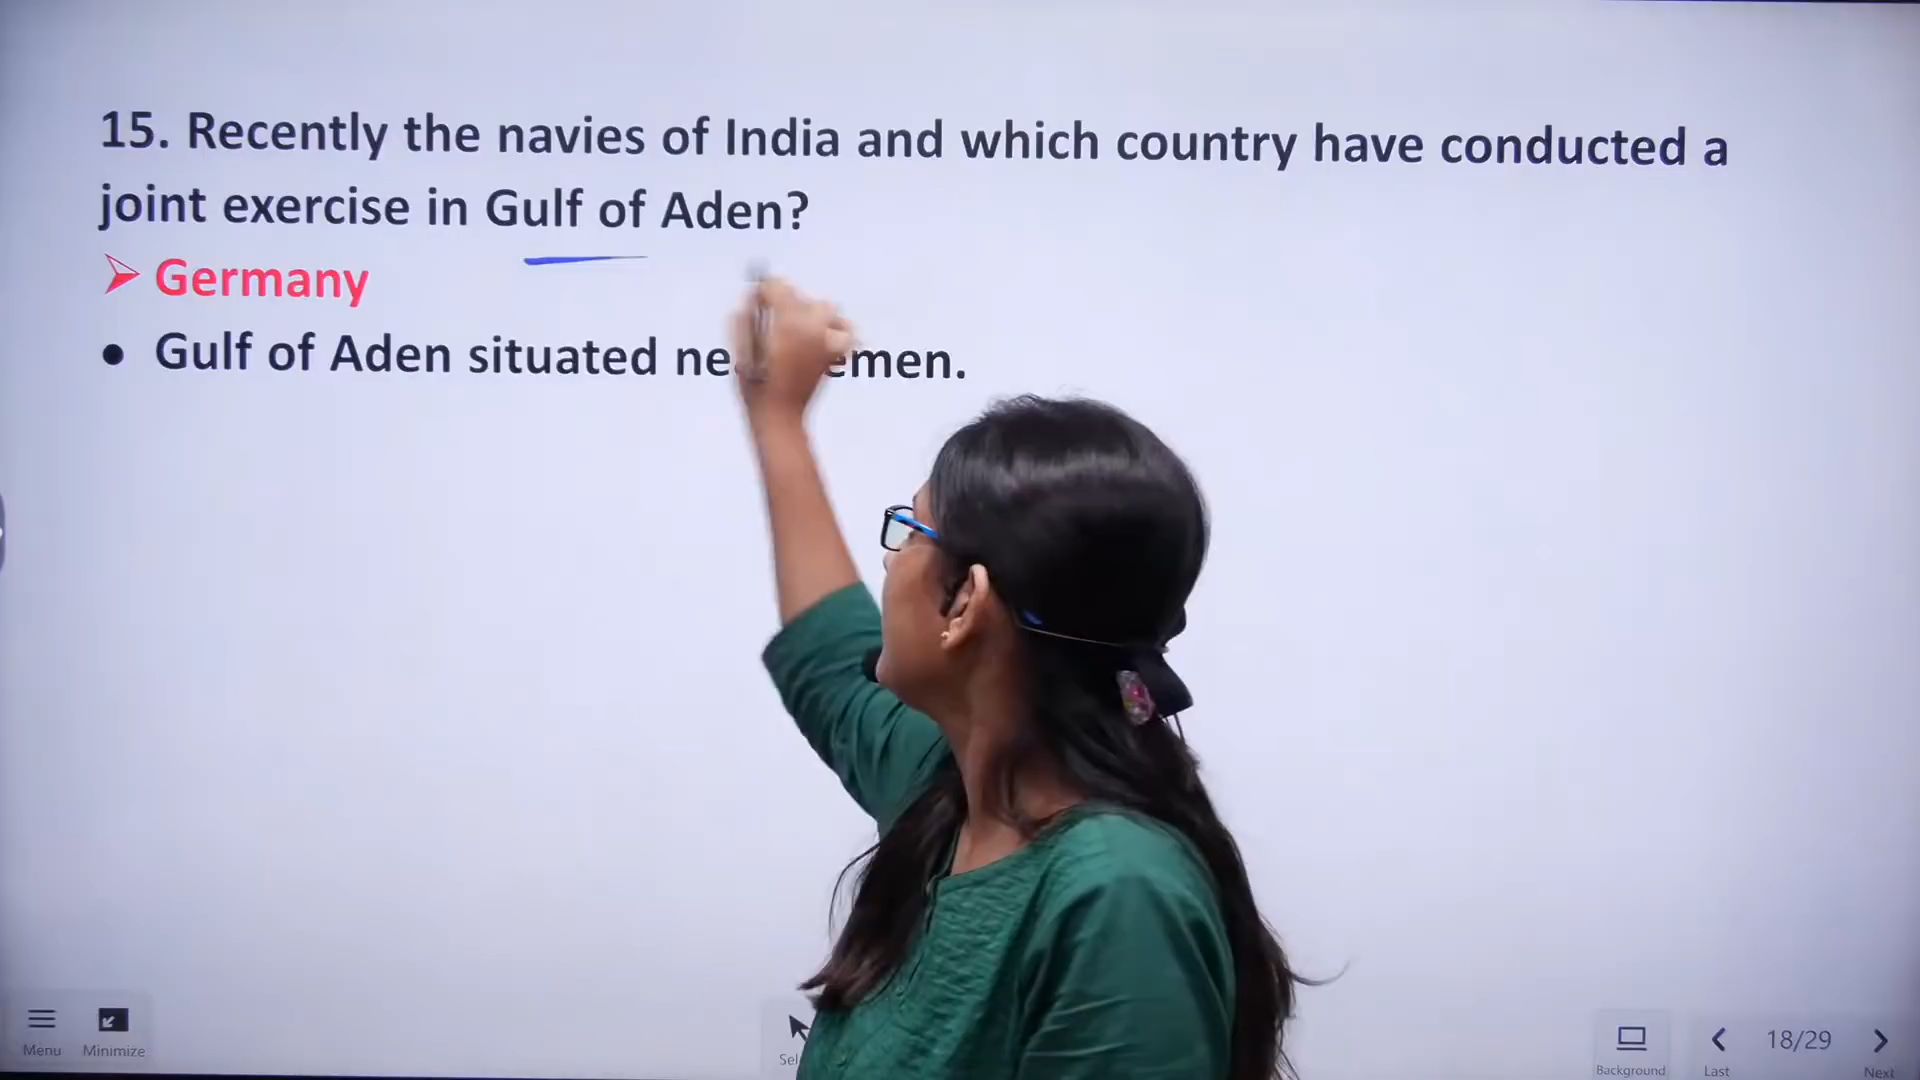 15. Recently the navies of India and which country have conducted a
joint exercise in Gulf of Aden?
Germany
• Gulf of Aden situated emen.
Menu
Minimize
Background
Last
18/29
Next